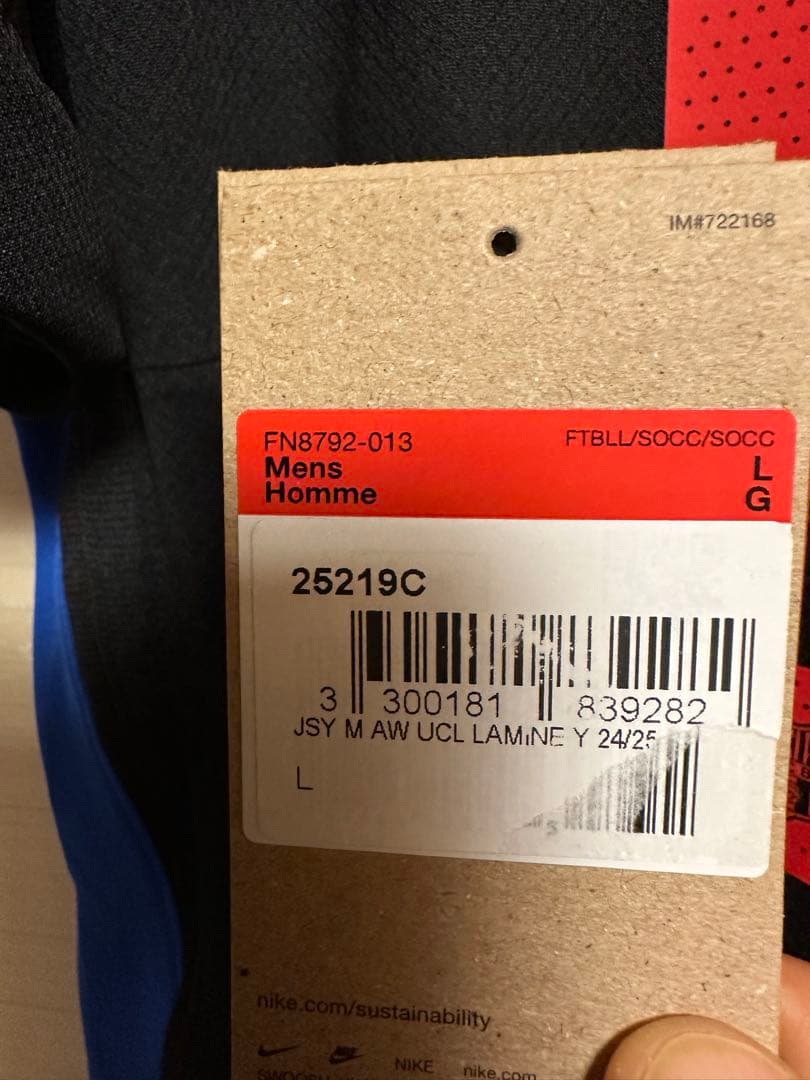 IM#722168
FN8792-013
FTBLL/SOCC/SOCC
Mens
L
Homme
G
25219C
3 300181 839282
JSY M AW UCL LAMINE Y 24/25
L
nike.com/sustainability
NIKE nike.com